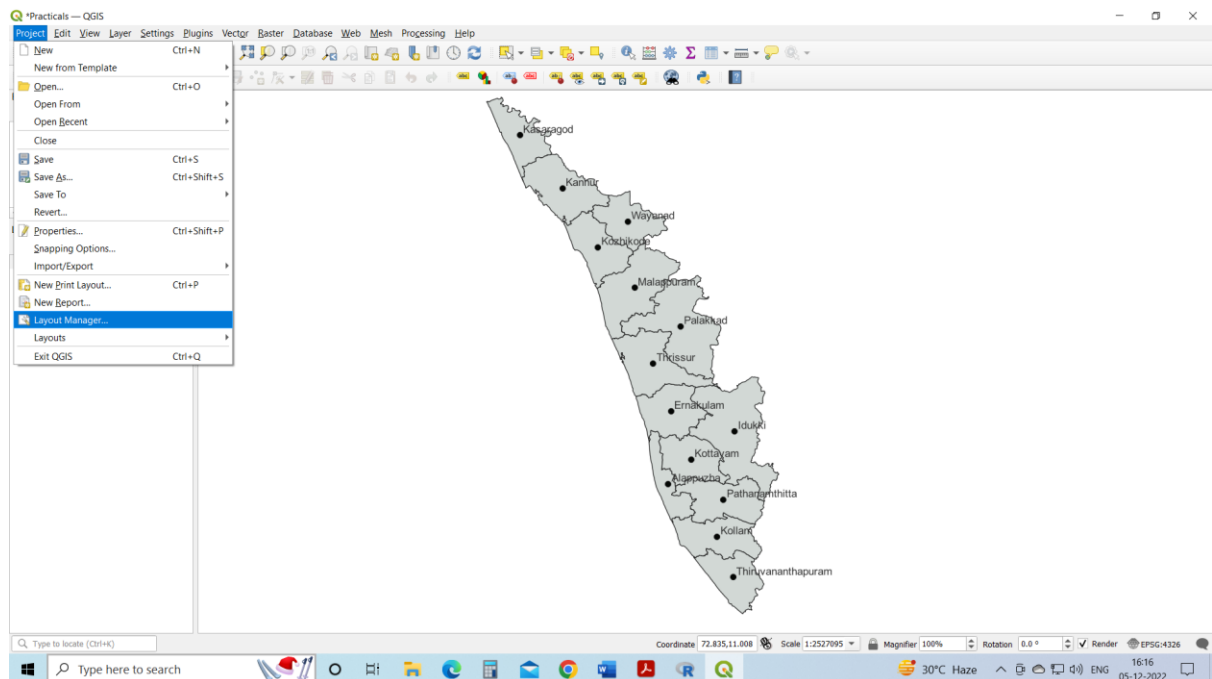 *Practicals — QGIS
Project Edit View Layer Settings Plugins Vector Raster Database Web Mesh Processing Help
New Ctrl+N
New from Template
Open... Ctrl+O
Open From
Open Recent
Close
Save Ctrl+S
Save As... Ctrl+Shift+S
Save To
Revert...
Properties... Ctrl+Shift+P
Snapping Options...
Import/Export
New Print Layout... Ctrl+P
New Report...
Layout Manager...
Layouts
Exit QGIS Ctrl+Q
Kasaragod
Kannur
Wayanad
Kozhikode
Malappuram
Palakkad
Thrissur
Ernakulam
Idukki
Kottayam
Alappuzha
Pathanamthitta
Kollam
Thiruvananthapuram
Type to locate (Ctrl+K) Coordinate 72.835,11.008 Scale 1:2527095 Magnifier 100% Rotation 0.0 ° Render EPSG:4326
Type here to search 30°C Haze ENG 16:16
05-12-2022